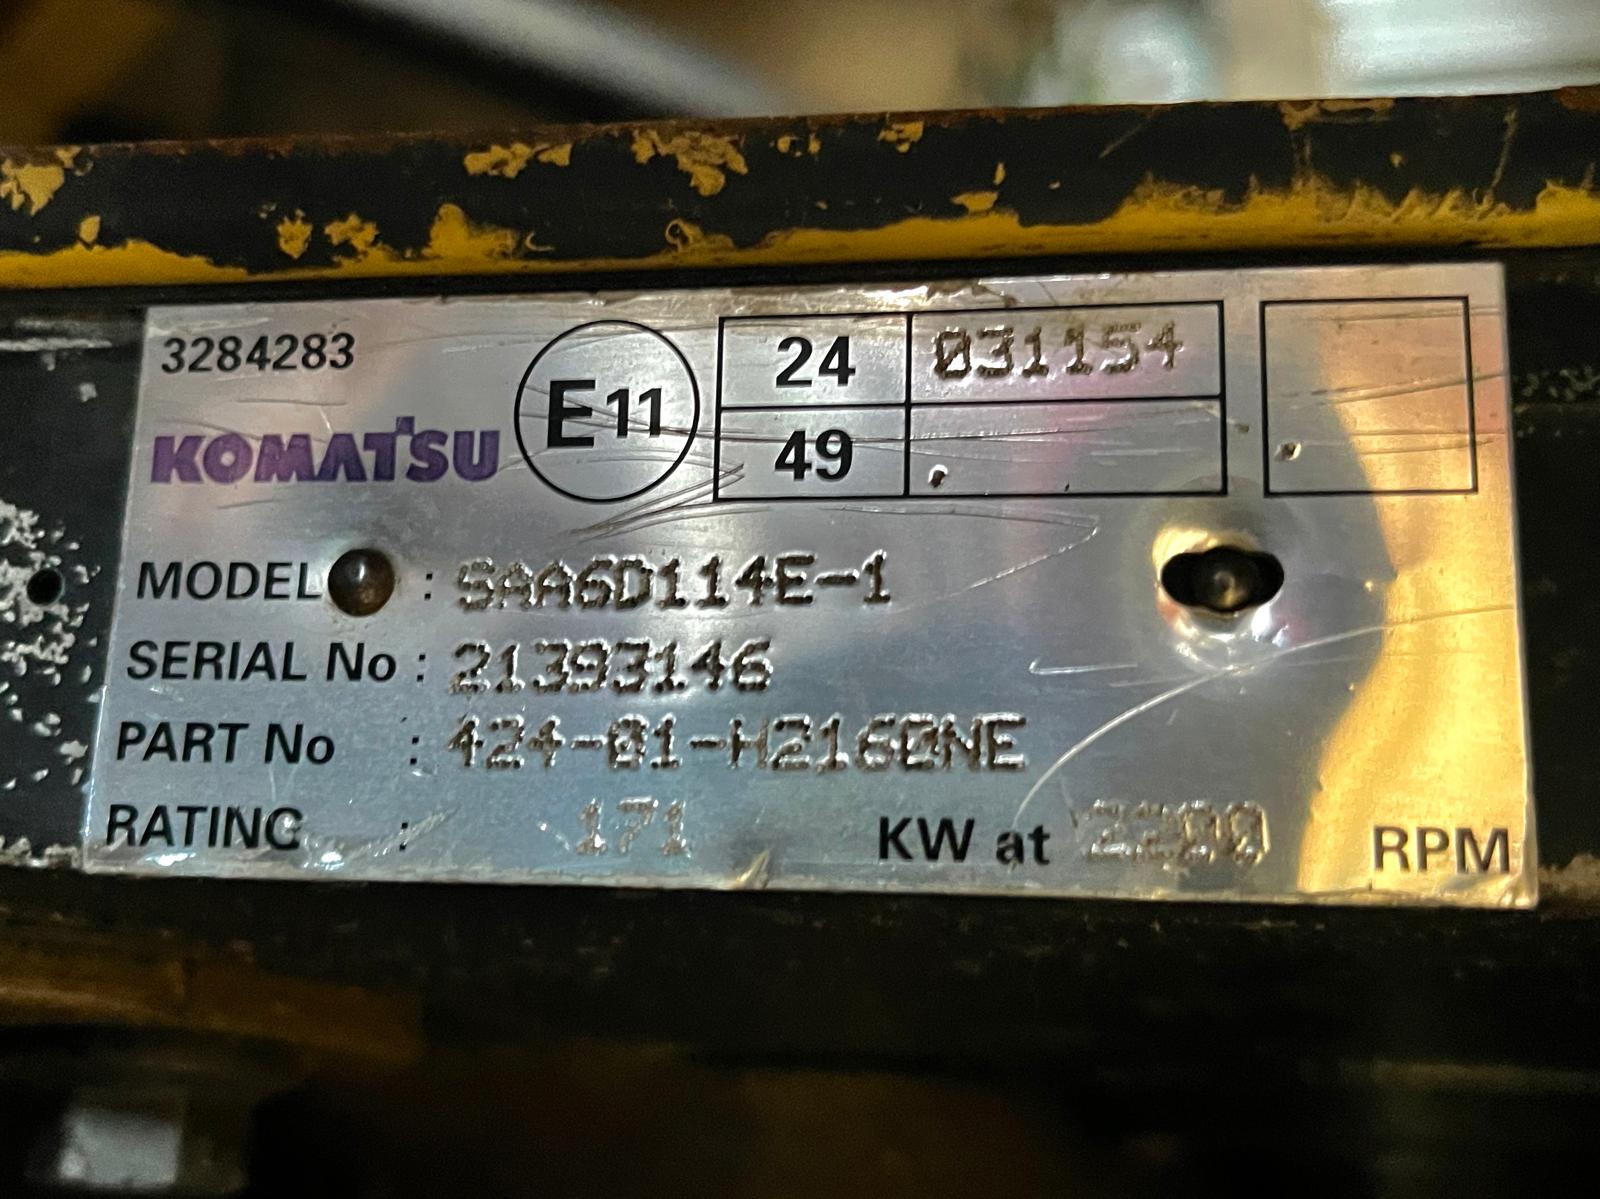 3284283
KOMATSU
E11
24 031154
49
MODEL : SAA6D114E-1
SERIAL No : 21393146
PART No : 424-01-H2160NE
RATING : 171 KW at 2200 RPM